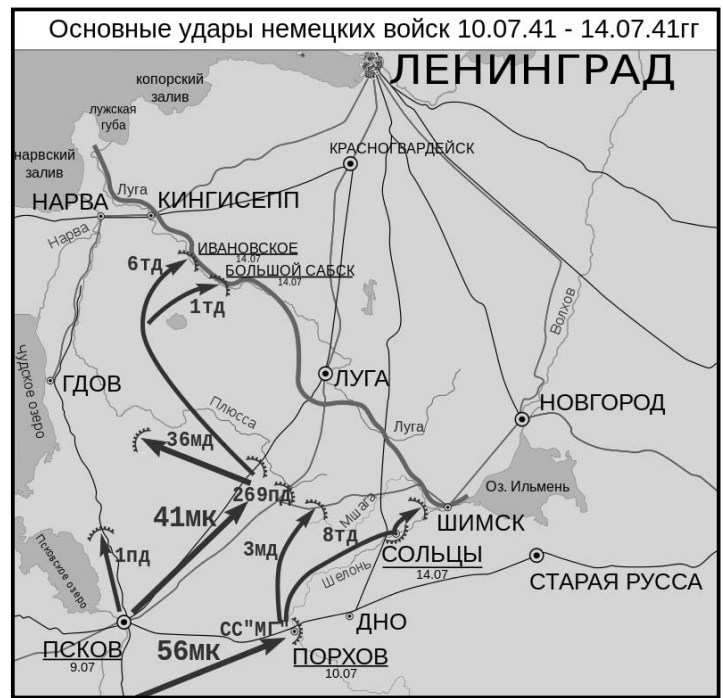 Основные удары немецких войск 10.07.41 - 14.07.41гг
ЛЕНИНГРАД
копорский
залив
лужская
губа
нарвский
залив
КРАСНОГВАРДЕЙСК
Луга
НАРВА
КИНГИСЕПП
Нарва
ИВАНОВСКОЕ
14.07
6тд
БОЛЬШОЙ САБСК
14.07
1тд
Волхов
Чудское озеро
ГДОВ
ЛУГА
НОВГОРОД
Плюсса
Луга
36мд
269пд
Оз. Ильмень
41мк
Мшага
ШИМСК
8тд
3мд
1пд
СОЛЬЦЫ
14.07
Псковское озеро
Шелонь
СТАРАЯ РУССА
СС"МГ"
ДНО
ПСКОВ
9.07
56мк
ПОРХОВ
10.07